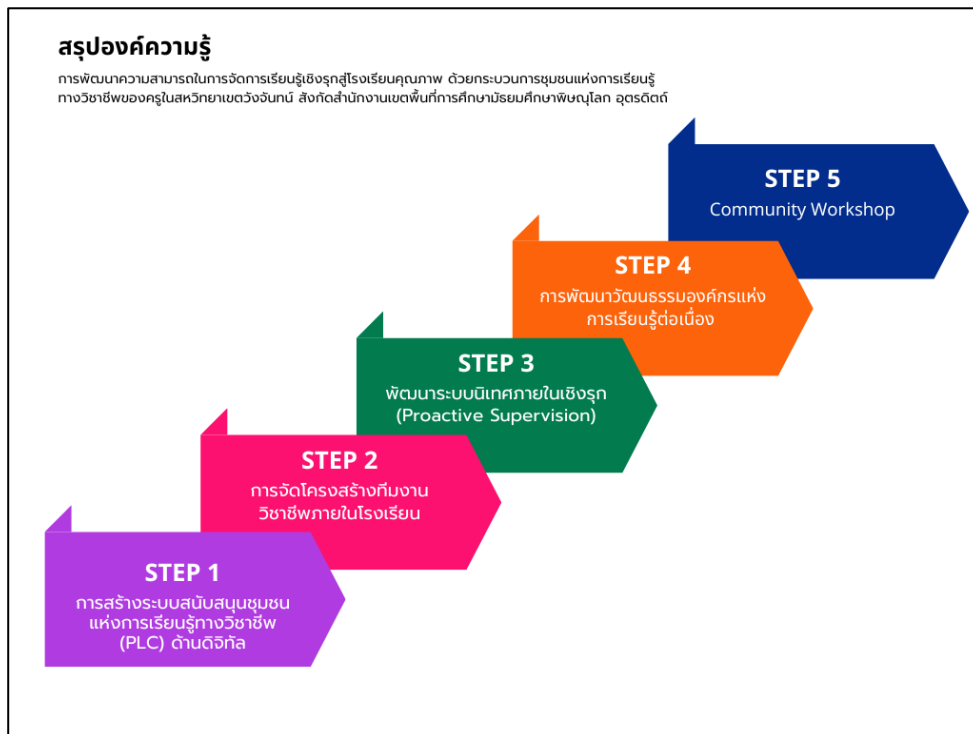 สรุปองค์ความรู้
การพัฒนาความสามารถในการจัดการเรียนรู้เชิงรุกสู่โรงเรียนคุณภาพ ด้วยกระบวนการชุมชนแห่งการเรียนรู้
ทางวิชาชีพของครูในสหวิทยาเขตวังจันทน์ สังกัดสำนักงานเขตพื้นที่การศึกษามัธยมศึกษาพิษณุโลก อุตรดิตถ์
STEP 1
การสร้างระบบสนับสนุนชุมชน
แห่งการเรียนรู้ทางวิชาชีพ
(PLC) ด้านดิจิทัล
STEP 2
การจัดโครงสร้างทีมงาน
วิชาชีพภายในโรงเรียน
STEP 3
พัฒนาระบบนิเทศภายในเชิงรุก
(Proactive Supervision)
STEP 4
การพัฒนาวัฒนธรรมองค์กรแห่ง
การเรียนรู้ต่อเนื่อง
STEP 5
Community Workshop